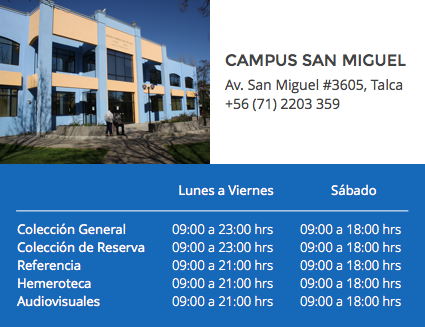 CAMPUS SAN MIGUEL
Av. San Miguel #3605, Talca
+56 (71) 2203 359
Lunes a Viernes Sábado
Colección General 09:00 a 23:00 hrs 09:00 a 18:00 hrs
Colección de Reserva 09:00 a 23:00 hrs 09:00 a 18:00 hrs
Referencia 09:00 a 21:00 hrs 09:00 a 18:00 hrs
Hemeroteca 09:00 a 21:00 hrs 09:00 a 18:00 hrs
Audiovisuales 09:00 a 21:00 hrs 09:00 a 18:00 hrs